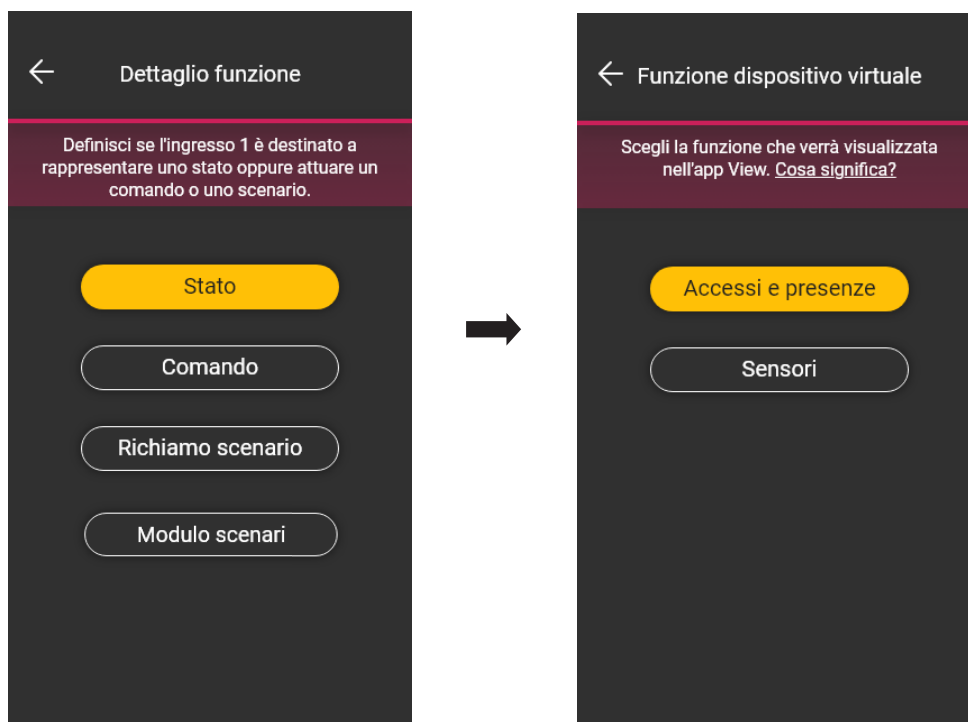 Dettaglio funzione
Definisci se l'ingresso 1 è destinato a
rappresentare uno stato oppure attuare un
comando o uno scenario.
Stato
Comando
Richiamo scenario
Modulo scenari
Funzione dispositivo virtuale
Scegli la funzione che verrà visualizzata
nell'app View. Cosa significa?
Accessi e presenze
Sensori